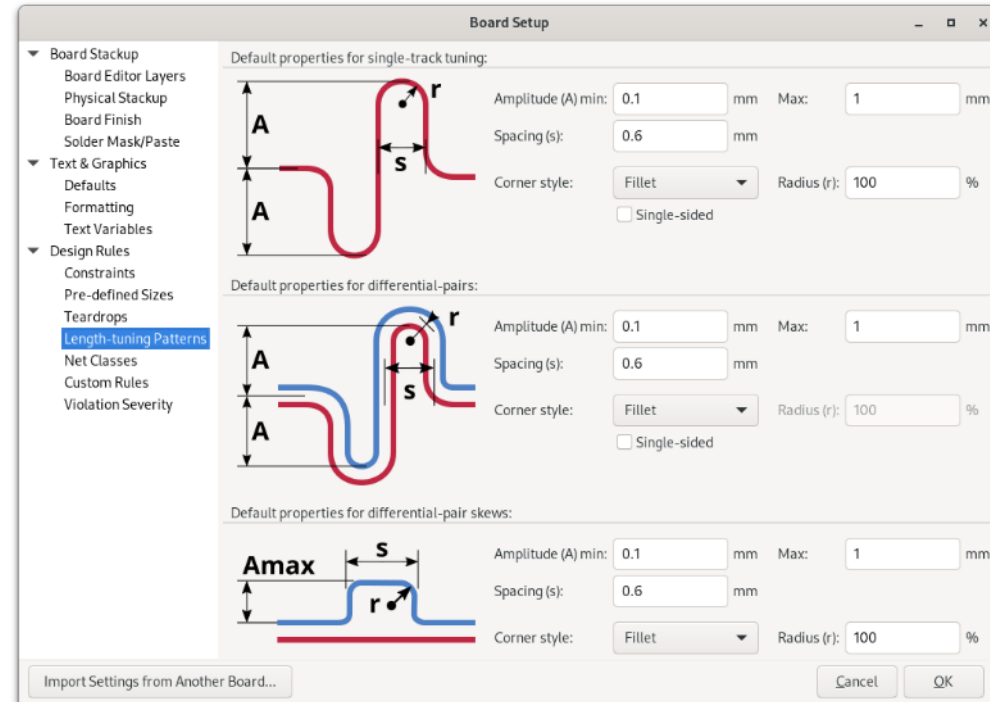 Board Setup
Board Stackup
Board Editor Layers
Physical Stackup
Board Finish
Solder Mask/Paste
Text & Graphics
Defaults
Formatting
Text Variables
Design Rules
Constraints
Pre-defined Sizes
Teardrops
Length-tuning Patterns
Net Classes
Custom Rules
Violation Severity
Default properties for single-track tuning:
A
A
r
s
Amplitude (A) min: 0.1 mm Max: 1 mm
Spacing (s): 0.6 mm
Corner style: Fillet Radius (r): 100 %
Single-sided
Default properties for differential-pairs:
A
A
r
s
Amplitude (A) min: 0.1 mm Max: 1 mm
Spacing (s): 0.6 mm
Corner style: Fillet Radius (r): 100 %
Single-sided
Default properties for differential-pair skews:
Amax
s
r
Amplitude (A) min: 0.1 mm Max: 1 mm
Spacing (s): 0.6 mm
Corner style: Fillet Radius (r): 100 %
Import Settings from Another Board... Cancel OK